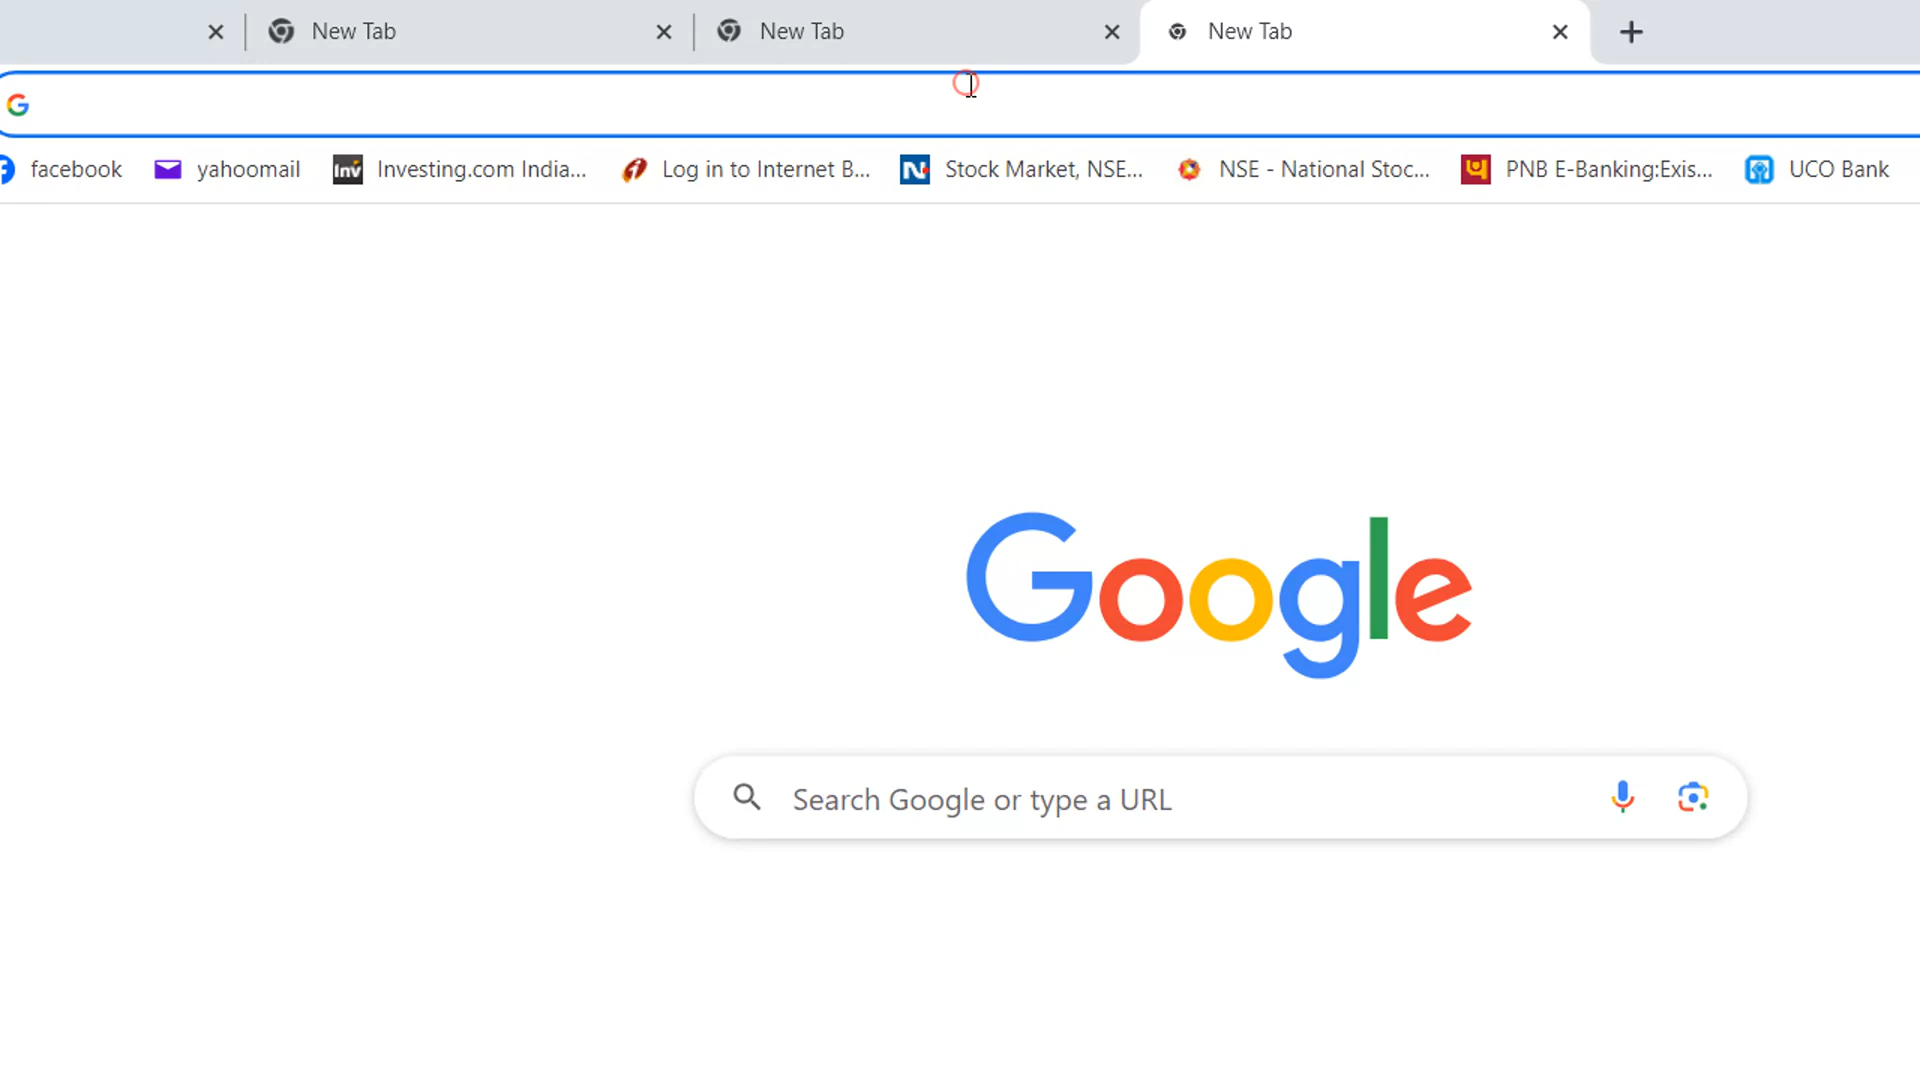 New Tab New Tab New Tab
facebook yahoomail Investing.com India... Log in to Internet B... Stock Market, NSE... NSE - National Stoc... PNB E-Banking:Exis... UCO Bank
Google
Search Google or type a URL